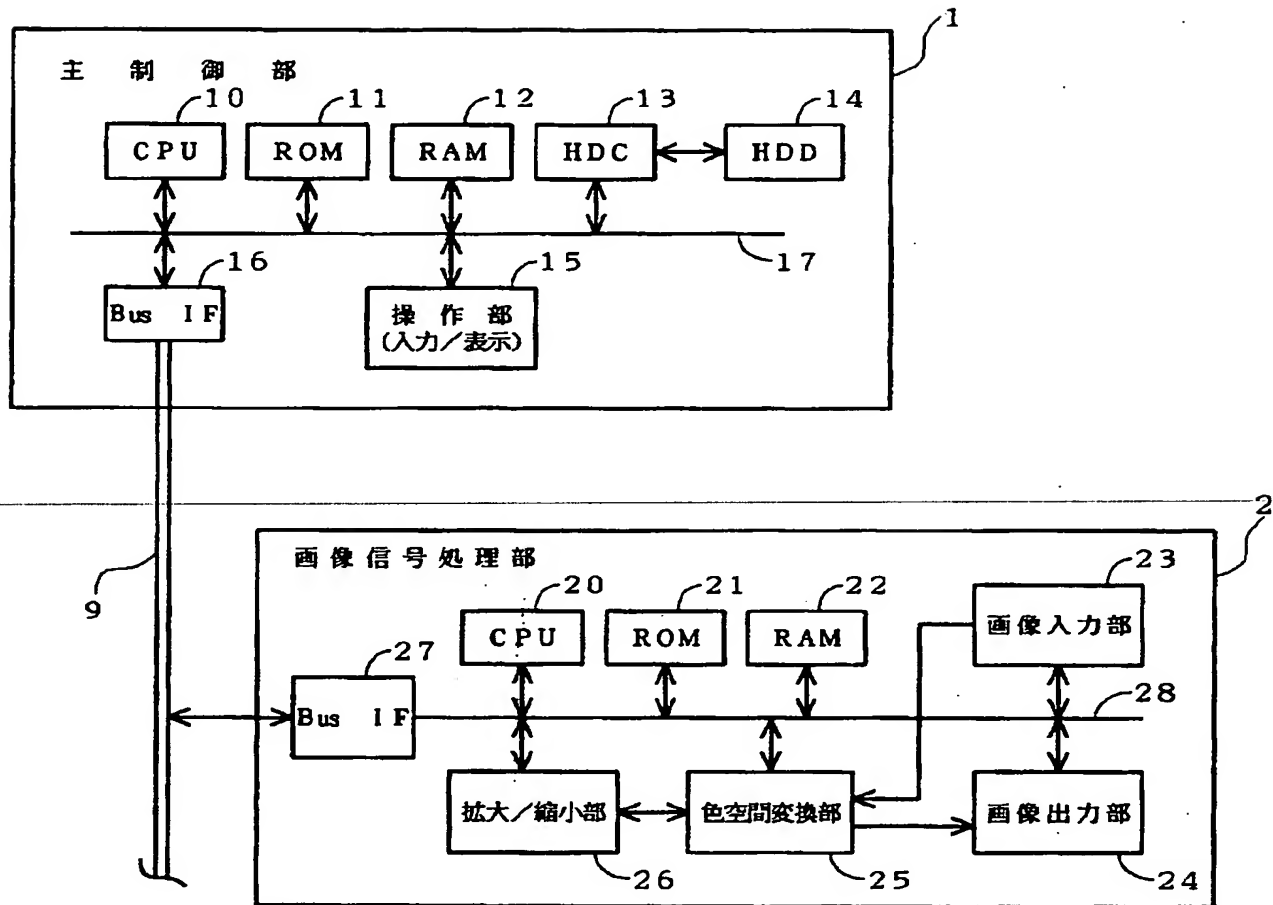 1
主制御部
10
11
12
13
14
CPU
ROM
RAM
HDC
HDD
16
15
17
Bus IF
操作部
(入力/表示)
2
画像信号処理部
23
9
20
21
22
CPU
ROM
RAM
画像入力部
27
28
Bus IF
拡大/縮小部
色空間変換部
画像出力部
26
25
24